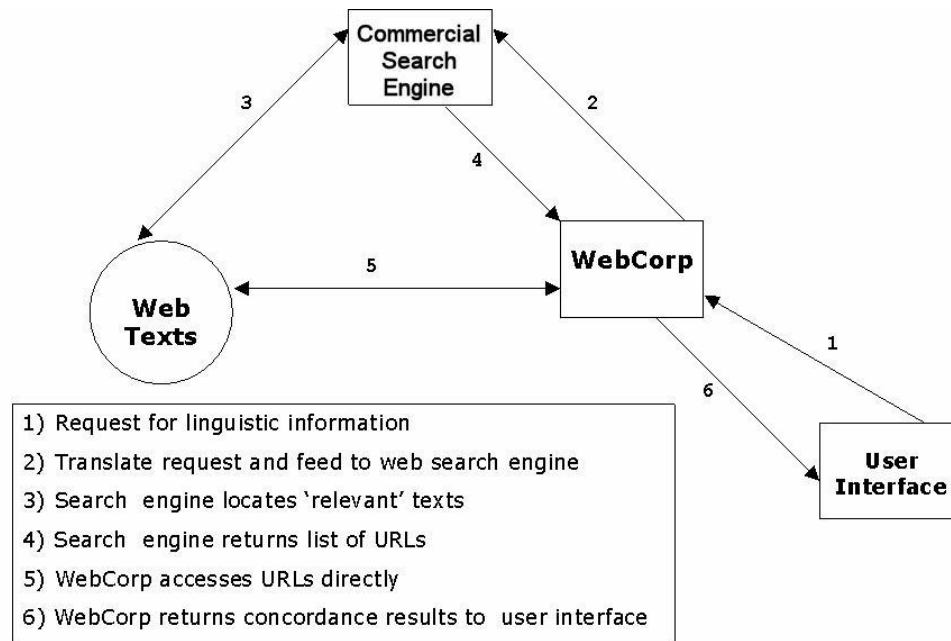 Commercial
Search
Engine
3
2
4
WebCorp
5
Web
Texts
1
6
User
Interface
1) Request for linguistic information
2) Translate request and feed to web search engine
3) Search engine locates ‘relevant’ texts
4) Search engine returns list of URLs
5) WebCorp accesses URLs directly
6) WebCorp returns concordance results to user interface